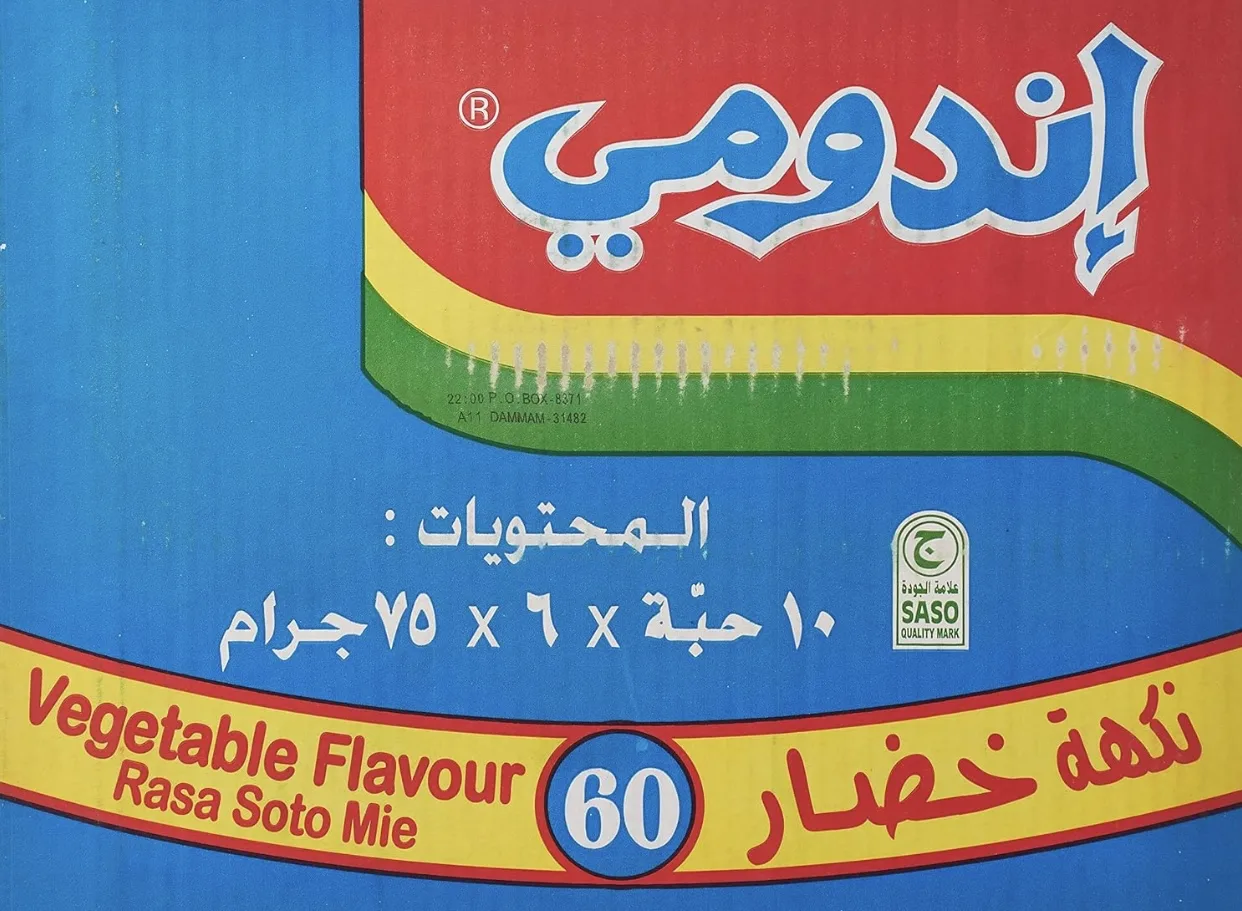 إندومي ®
22:00 P.O.BOX-8371
A11 DAMMAM-31482
المحتويات :
١٠ حبّة x ٦ x ٧٥ جرام
ج
علامة الجودة
SASO
QUALITY MARK
Vegetable Flavour
Rasa Soto Mie
60
نكهة خضار